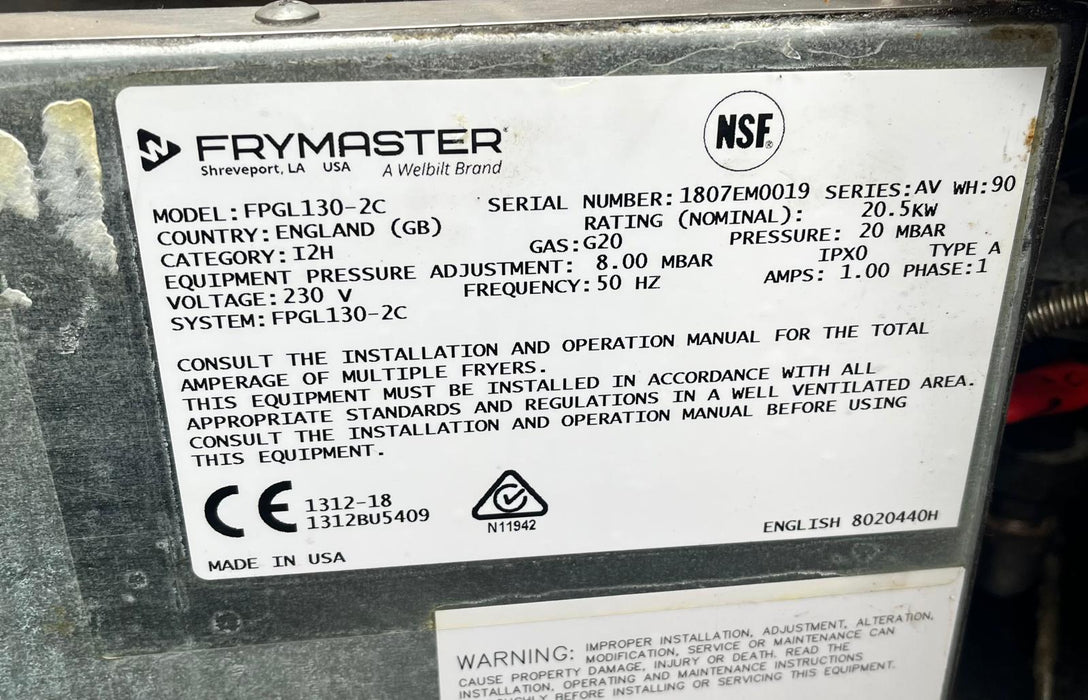 FRYMASTER
Shreveport, LA USA A Welbilt Brand
NSF®
MODEL: FPGL130-2C SERIAL NUMBER: 1807EM0019 SERIES: AV WH: 90
COUNTRY: ENGLAND (GB) RATING (NOMINAL): 20.5KW
CATEGORY: I2H GAS: G20 PRESSURE: 20 MBAR
EQUIPMENT PRESSURE ADJUSTMENT: 8.00 MBAR IPX0 TYPE A
VOLTAGE: 230 V FREQUENCY: 50 HZ AMPS: 1.00 PHASE: 1
SYSTEM: FPGL130-2C
CONSULT THE INSTALLATION AND OPERATION MANUAL FOR THE TOTAL
AMPERAGE OF MULTIPLE FRYERS.
THIS EQUIPMENT MUST BE INSTALLED IN ACCORDANCE WITH ALL
APPROPRIATE STANDARDS AND REGULATIONS IN A WELL VENTILATED AREA.
CONSULT THE INSTALLATION AND OPERATION MANUAL BEFORE USING
THIS EQUIPMENT.
CE 1312-18
1312BU5409
N11942
ENGLISH 8020440H
MADE IN USA
WARNING: IMPROPER INSTALLATION, ADJUSTMENT, ALTERATION,
MODIFICATION, SERVICE OR MAINTENANCE CAN
CAUSE PROPERTY DAMAGE, INJURY OR DEATH. READ THE
INSTALLATION, OPERATING AND MAINTENANCE INSTRUCTIONS
BEFORE INSTALLING OR SERVICING THIS EQUIPMENT.